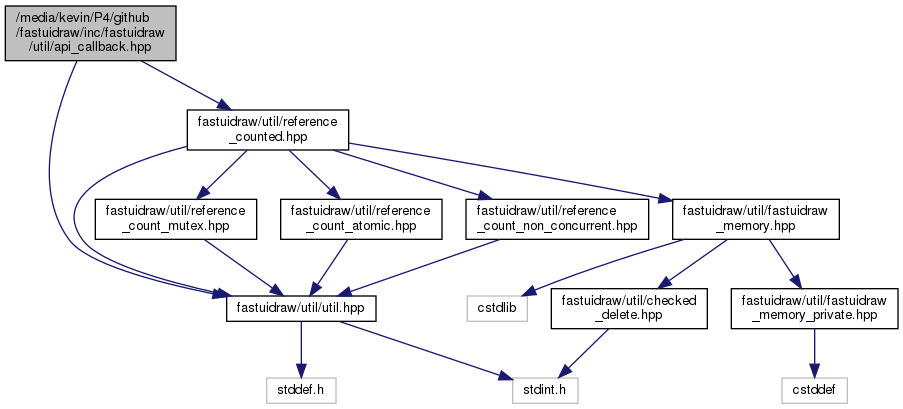 /media/kevin/P4/github
/fastuidraw/inc/fastuidraw
/util/api_callback.hpp
fastuidraw/util/reference
_counted.hpp
fastuidraw/util/reference
_count_mutex.hpp
fastuidraw/util/reference
_count_atomic.hpp
fastuidraw/util/reference
_count_non_concurrent.hpp
fastuidraw/util/fastuidraw
_memory.hpp
fastuidraw/util/util.hpp
cstdlib
fastuidraw/util/checked
_delete.hpp
fastuidraw/util/fastuidraw
_memory_private.hpp
stddef.h
stdint.h
cstddef